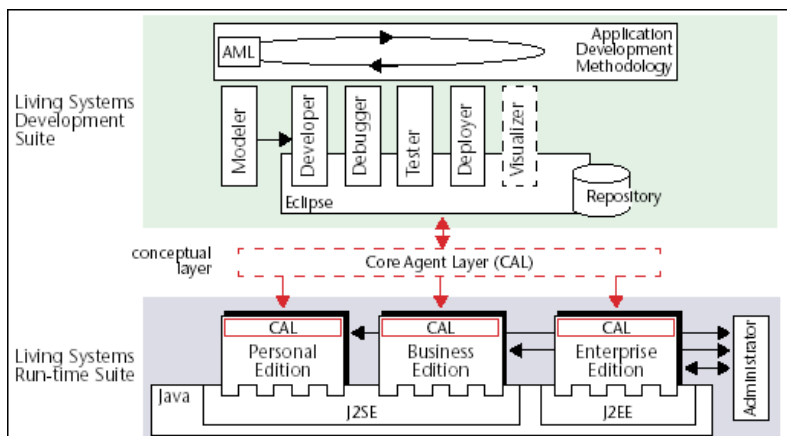 Application
Development
Methodology
AML
Living Systems
Development
Suite
Modeler
Developer
Debugger
Tester
Deployer
Visualizer
Eclipse
Repository
conceptual
layer
Core Agent Layer (CAL)
CAL
CAL
CAL
Personal
Edition
Business
Edition
Enterprise
Edition
Living Systems
Run-time Suite
Administrator
Java
J2SE
J2EE